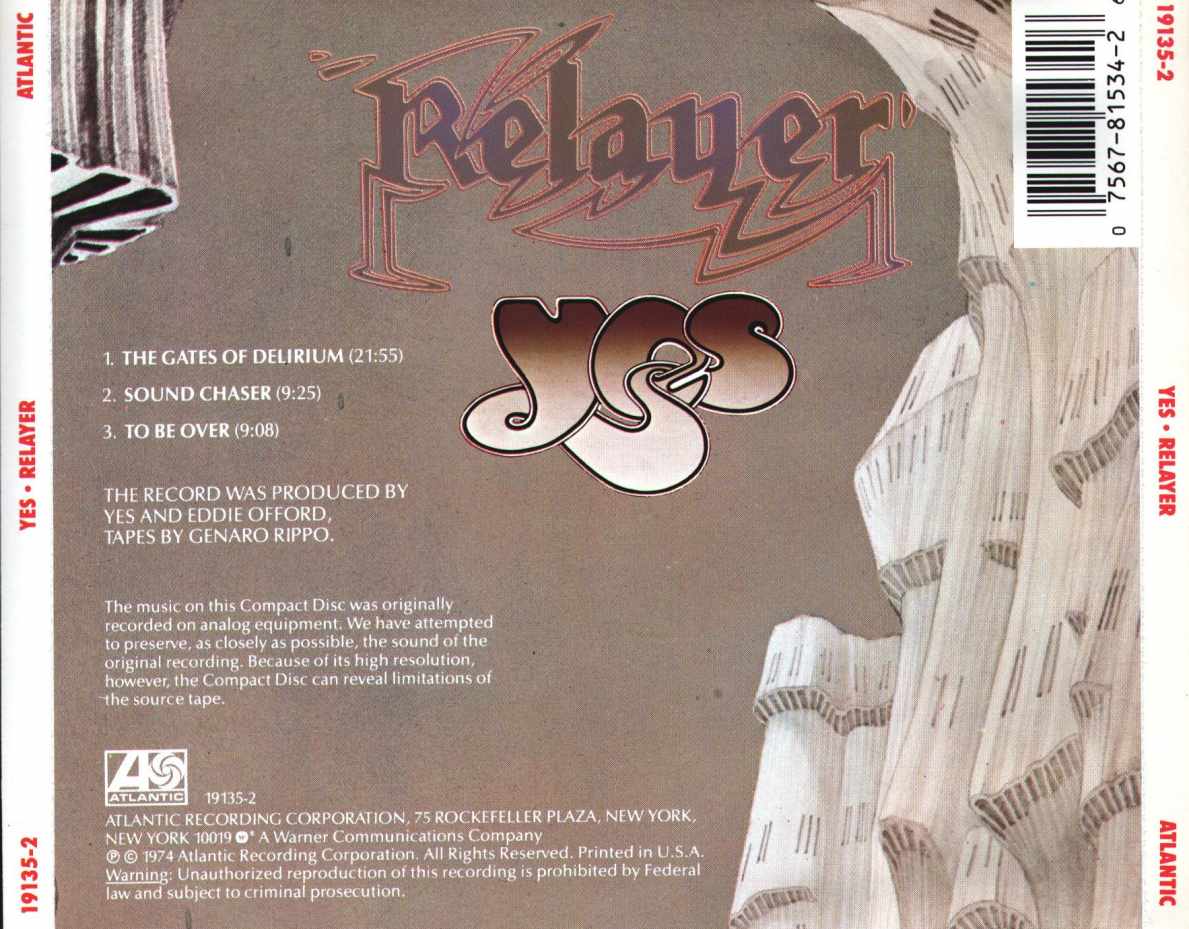 ATLANTIC
YES • RELAYER
19135-2
Relayer
YES
1. THE GATES OF DELIRIUM (21:55)
2. SOUND CHASER (9:25)
3. TO BE OVER (9:08)
THE RECORD WAS PRODUCED BY
YES AND EDDIE OFFORD,
TAPES BY GENARO RIPPO.
The music on this Compact Disc was originally
recorded on analog equipment. We have attempted
to preserve, as closely as possible, the sound of the
original recording. Because of its high resolution,
however, the Compact Disc can reveal limitations of
the source tape.
ATLANTIC
19135-2
ATLANTIC RECORDING CORPORATION, 75 ROCKEFELLER PLAZA, NEW YORK,
NEW YORK 10019 A Warner Communications Company
℗ © 1974 Atlantic Recording Corporation. All Rights Reserved. Printed in U.S.A.
Warning: Unauthorized reproduction of this recording is prohibited by Federal
law and subject to criminal prosecution.
0 7567-81534-2
19135-2
YES • RELAYER
ATLANTIC